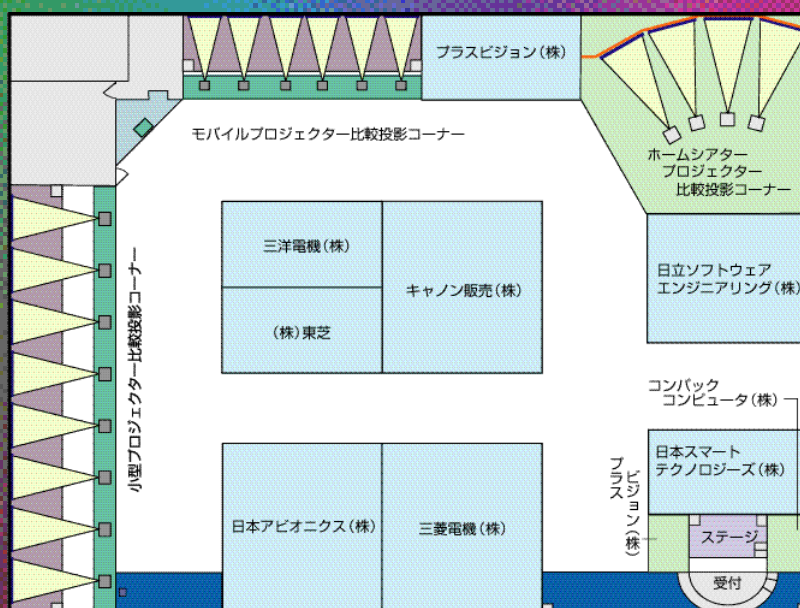 プラスビジョン(株)
モバイルプロジェクター比較投影コーナー
ホームシアター
プロジェクター
比較投影コーナー
三洋電機(株)
キヤノン販売(株)
(株)東芝
日立ソフトウェア
エンジニアリング(株)
小型プロジェクター比較投影コーナー
コンパック
コンピュータ(株)
日本スマート
テクノロジーズ(株)
プラス
ビジョン(株)
日本アビオニクス(株)
三菱電機(株)
ステージ
受付